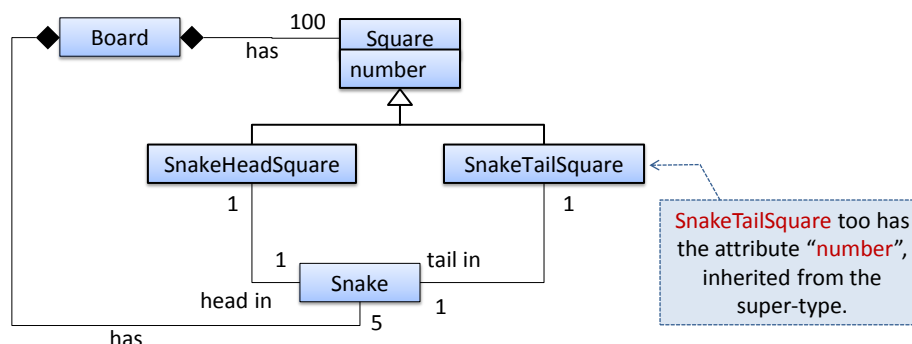 Board
100
has
Square
number
SnakeHeadSquare
SnakeTailSquare
1
1
SnakeTailSquare too has
the attribute “number”,
inherited from the
super-type.
1
tail in
Snake
head in
1
5
has